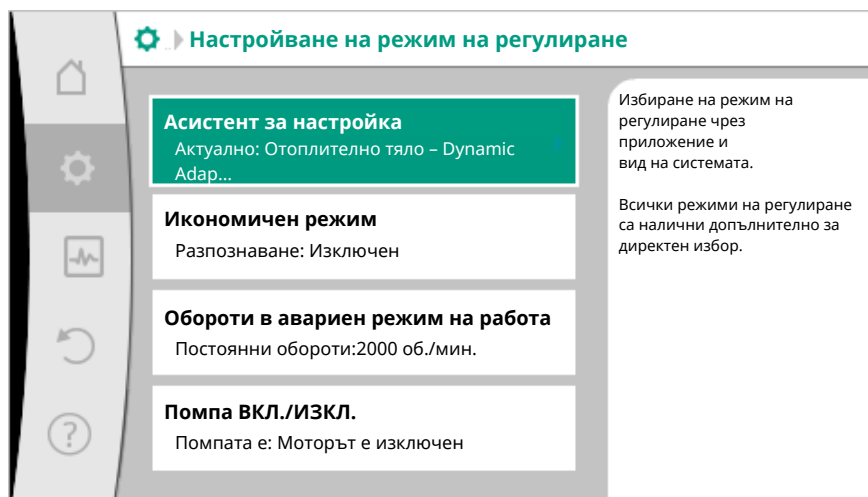 Настройване на режим на регулиране
Асистент за настройка
Актуално: Отоплително тяло – Dynamic
Adap...
Икономичен режим
Разпознаване: Изключен
Обороти в авариен режим на работа
Постоянни обороти:2000 об./мин.
Помпа ВКЛ./ИЗКЛ.
Помпата е: Моторът е изключен
Избиране на режим на
регулиране чрез
приложение и
вид на системата.
Всички режими на регулиране
са налични допълнително за
директен избор.